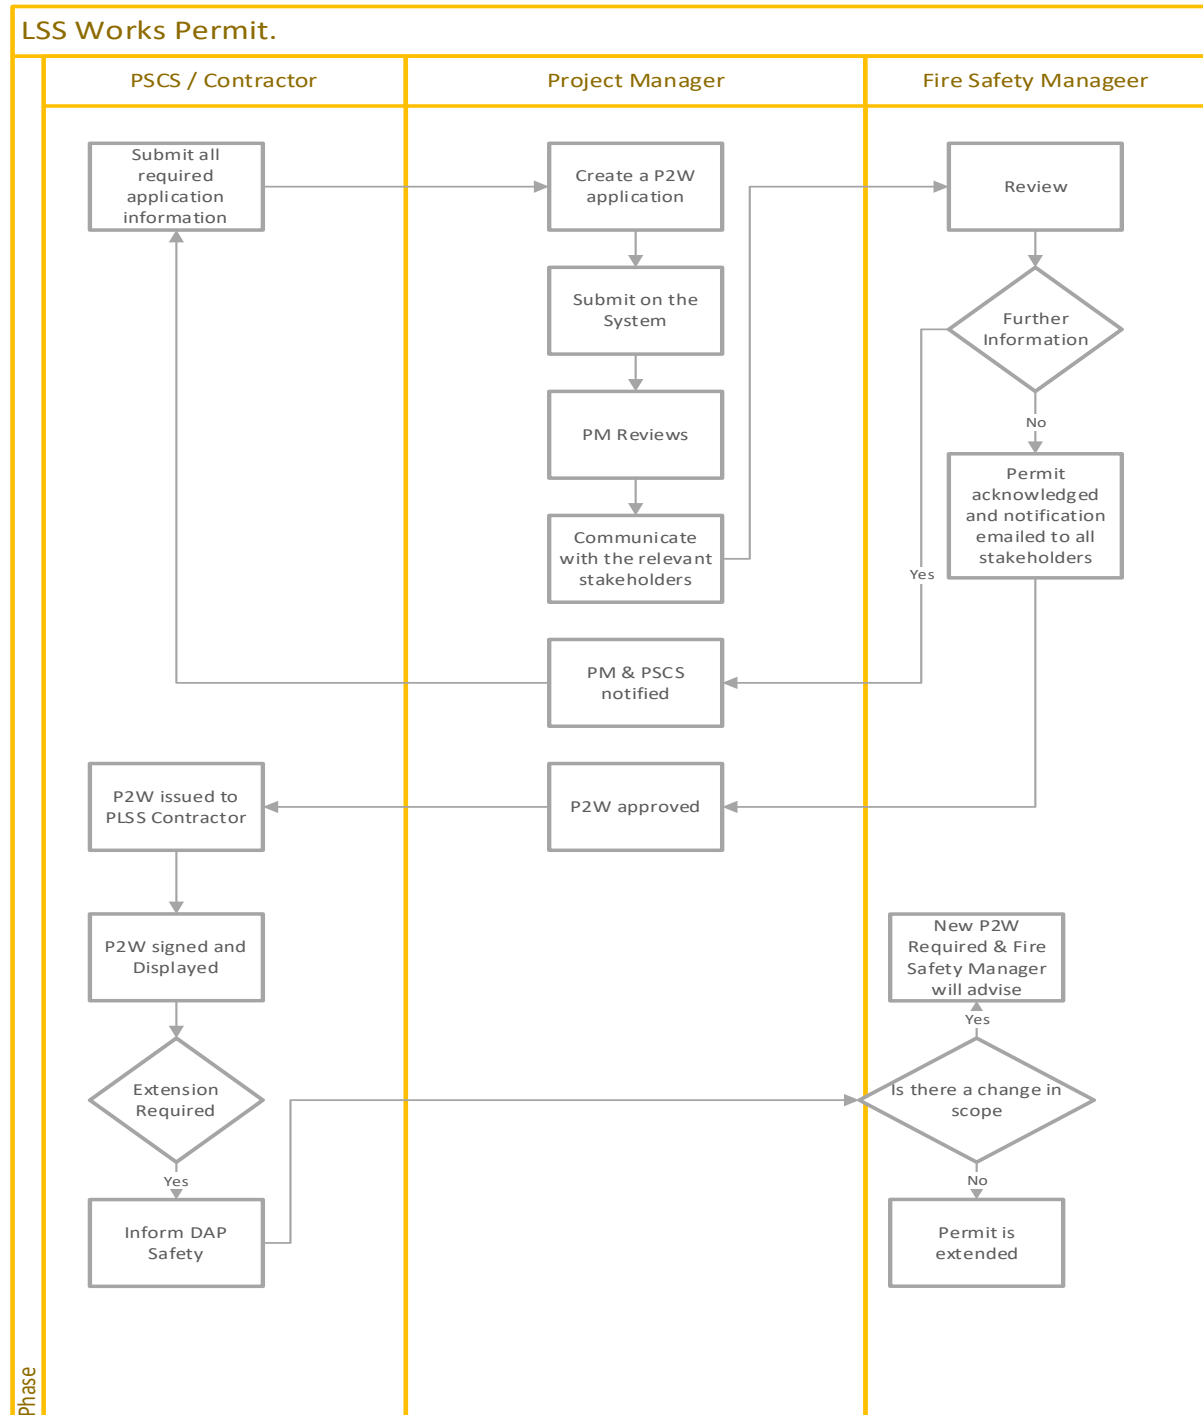 LSS Works Permit.
PSCS / Contractor
Project Manager
Fire Safety Manageer
Submit all
required
application
information
Create a P2W
application
Review
Submit on the
System
Further
Information
PM Reviews
No
Permit
acknowledged
and notification
emailed to all
stakeholders
Communicate
with the relevant
stakeholders
Yes
PM & PSCS
notified
P2W issued to
PLSS Contractor
P2W approved
P2W signed and
Displayed
New P2W
Required & Fire
Safety Manager
will advise
Yes
Extension
Required
Is there a change in
scope
Yes
No
Inform DAP
Safety
Permit is
extended
Phase